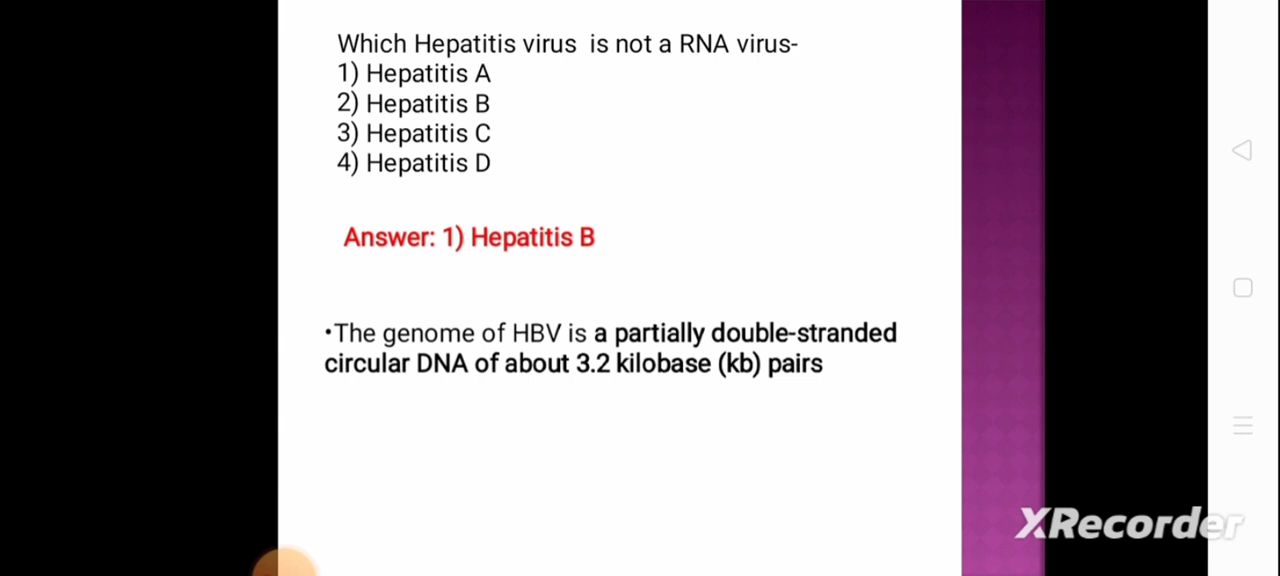 Which Hepatitis virus is not a RNA virus-
1) Hepatitis A
2) Hepatitis B
3) Hepatitis C
4) Hepatitis D
Answer: 1) Hepatitis B
•The genome of HBV is a partially double-stranded
circular DNA of about 3.2 kilobase (kb) pairs
XRecorder